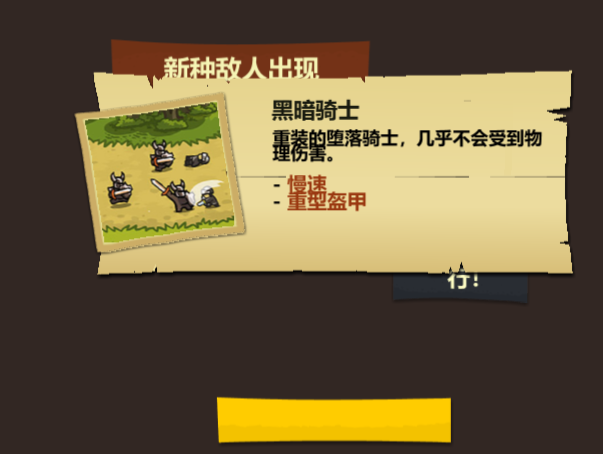 新种敌人出现
黑暗骑士
重装的堕落骑士，几乎不会受到物
理伤害。
- 慢速
- 重型盔甲
行！